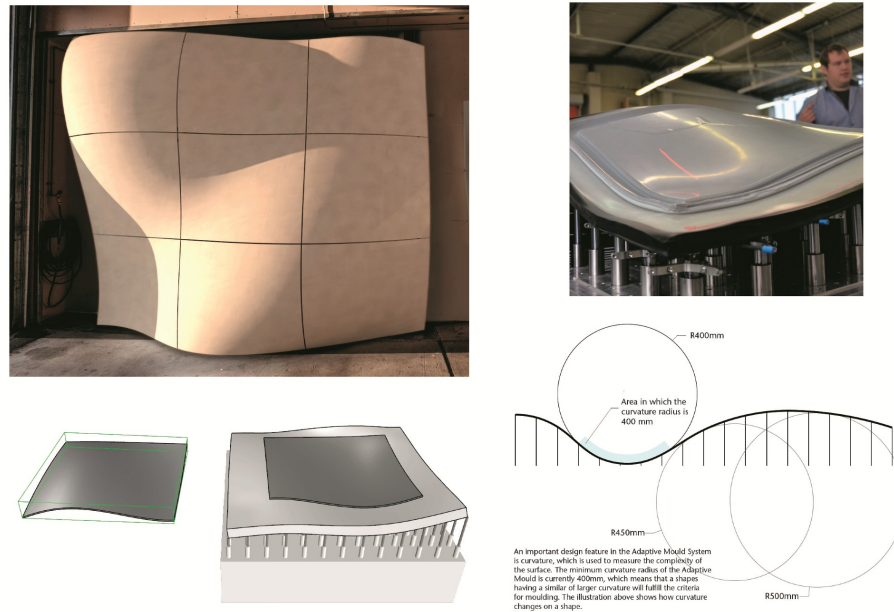 R400mm
Area in which the
curvature radius is
400 mm
R450mm
An important design feature in the Adaptive Mould System
is curvature, which is used to measure the complexity of
the surface. The minimum curvature radius of the Adaptive
Mould is currently 400mm, which means that a shapes
having a similar of larger curvature will fulfill the criteria
for moulding. The illustration above shows how curvature
changes on a shape.
R500mm